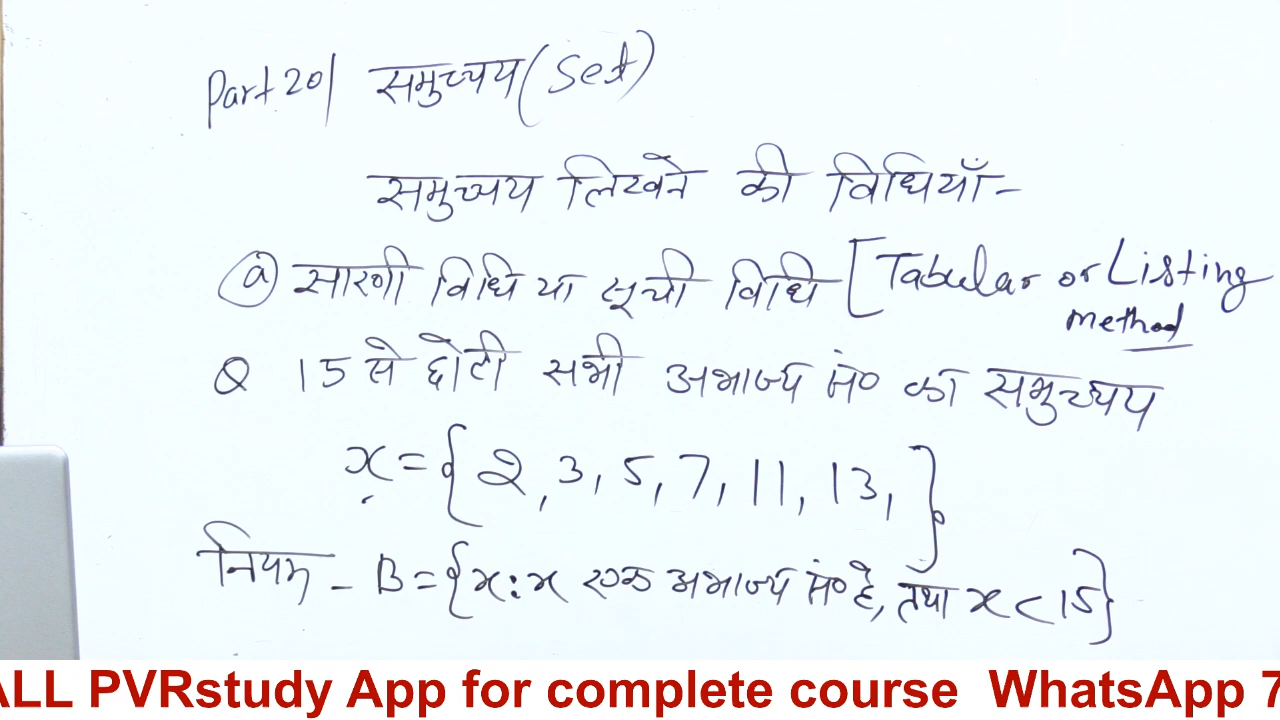 Part 20/ समुच्चय (Set)
समुच्चय लिखने की विधियाँ-
(a) सारणी विधि या सूची विधि [Tabular or Listing
method
Q 15 से छोटी सभी अभाज्य सं० का समुच्चय
x = {2, 3, 5, 7, 11, 13, }
नियम - B = {x : x एक अभाज्य सं० है, तथा x < 15}
ALL PVRstudy App for complete course WhatsApp 7